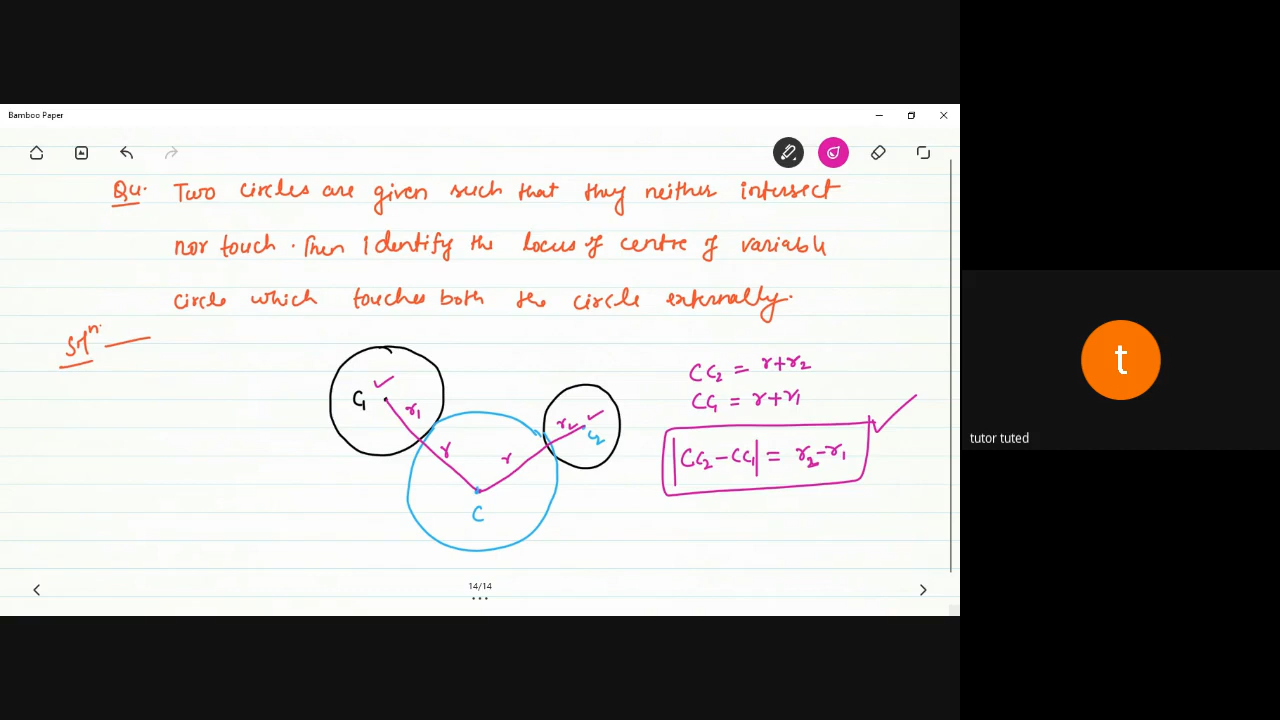 Bamboo Paper
Qu. Two circles are given such that they neither intersect
nor touch. Then Identify the locus of centre of variable
circle which touches both the circle externally.
Solⁿ.
C₁
r₁
r
r
r₂
C₂
C
CC₂ = r+r₂
CC₁ = r+r₁
|CC₂-CC₁| = r₂-r₁
14/14
t
tutor tuted